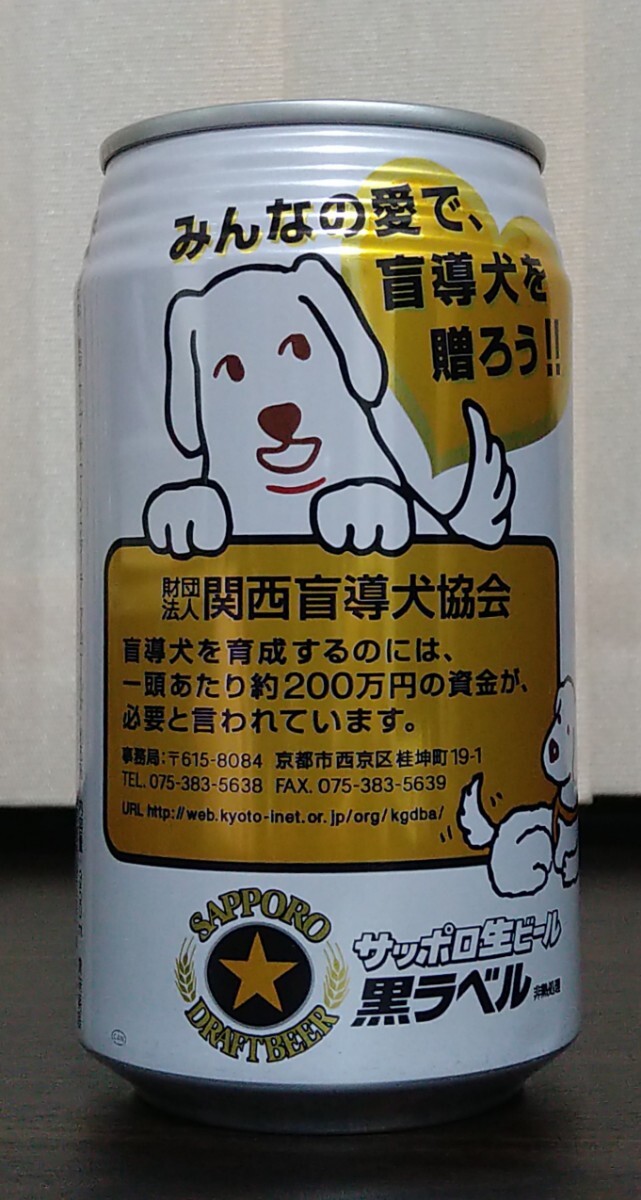 みんなの愛で、
盲導犬を
贈ろう!!
財団法人 関西盲導犬協会
盲導犬を育成するのには、
一頭あたり約200万円の資金が、
必要と言われています。
事務局:〒615-8084 京都市西京区桂坤町19-1
TEL. 075-383-5638 FAX. 075-383-5639
URL http://web.kyoto-inet.or.jp/org/kgdba/
SAPPORO
DRAFT BEER
サッポロ生ビール
黒ラベル 非熱処理